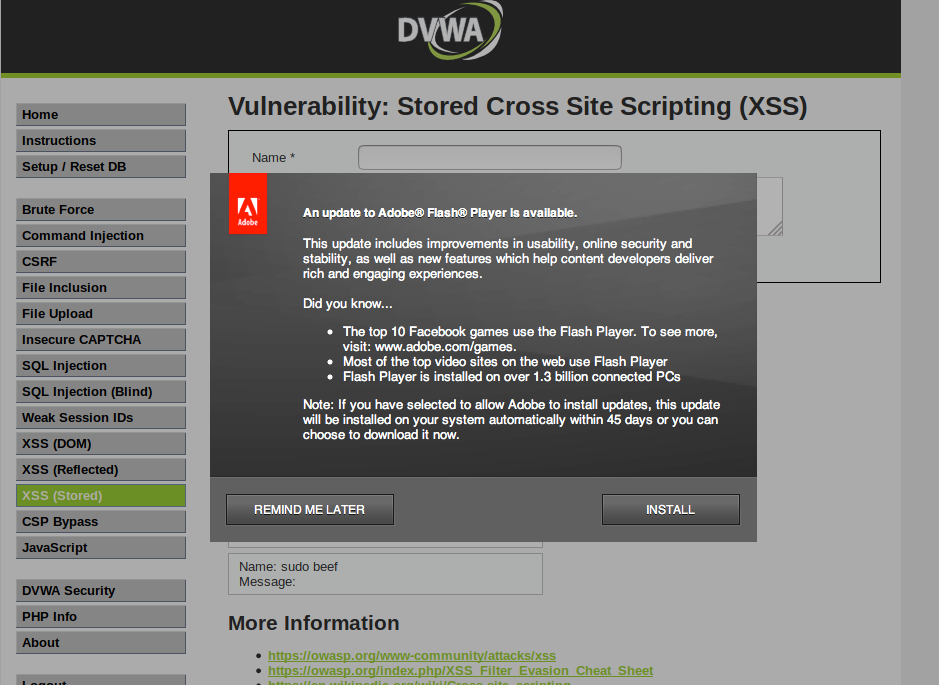 DVWA
Home
Instructions
Setup / Reset DB
Brute Force
Command Injection
CSRF
File Inclusion
File Upload
Insecure CAPTCHA
SQL Injection
SQL Injection (Blind)
Weak Session IDs
XSS (DOM)
XSS (Reflected)
XSS (Stored)
CSP Bypass
JavaScript
DVWA Security
PHP Info
About
Logout
Vulnerability: Stored Cross Site Scripting (XSS)
Name *
Adobe
An update to Adobe® Flash® Player is available.
This update includes improvements in usability, online security and
stability, as well as new features which help content developers deliver
rich and engaging experiences.
Did you know...
• The top 10 Facebook games use the Flash Player. To see more,
visit: www.adobe.com/games.
• Most of the top video sites on the web use Flash Player
• Flash Player is installed on over 1.3 billion connected PCs
Note: If you have selected to allow Adobe to install updates, this update
will be installed on your system automatically within 45 days or you can
choose to download it now.
REMIND ME LATER
INSTALL
Name: sudo beef
Message:
More Information
• https://owasp.org/www-community/attacks/xss
• https://owasp.org/index.php/XSS_Filter_Evasion_Cheat_Sheet
• https://en.wikipedia.org/wiki/Cross-site_scripting